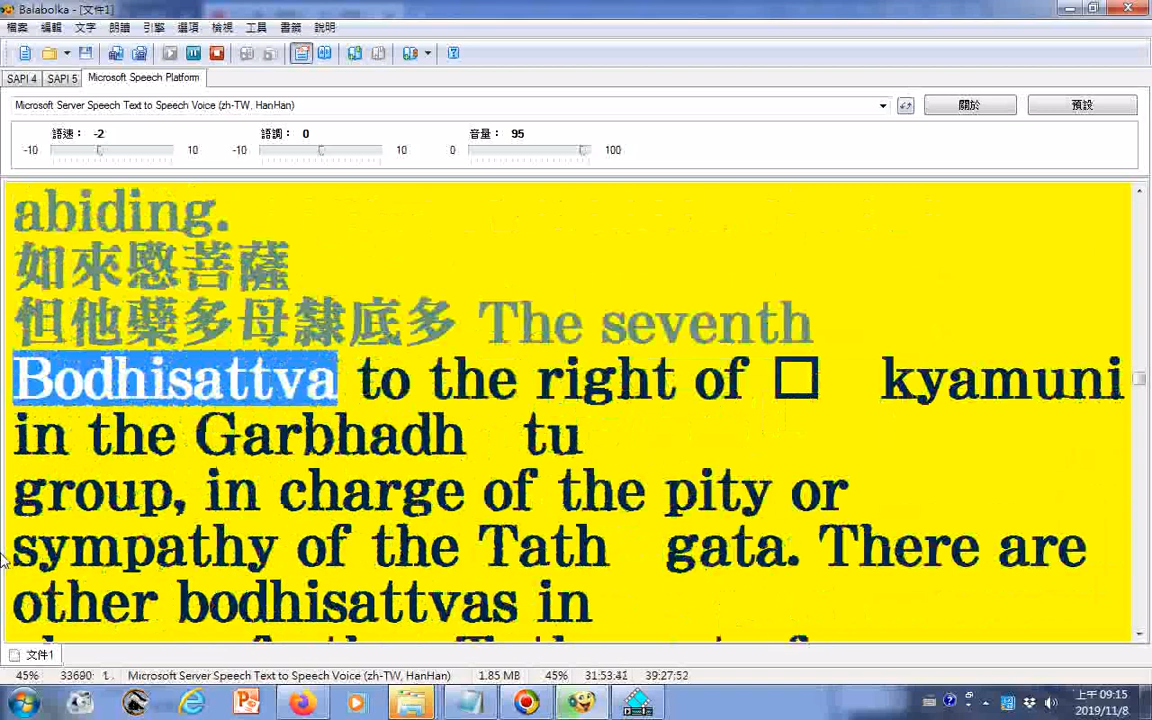 Balabolka - [文件1]
檔案 編輯 文字 朗讀 引擎 選項 檢視 工具 書籤 說明
SAPI 4 SAPI 5 Microsoft Speech Platform
Microsoft Server Speech Text to Speech Voice (zh-TW, HanHan) 關於 預設
語速： -2 語調： 0 音量： 95
-10 10 -10 10 0 100
abiding.
如來愍菩薩
怛他蘗多母隸底多 The seventh
Bodhisattva to the right of □ kyamuni
in the Garbhadh tu
group, in charge of the pity or
sympathy of the Tath gata. There are
other bodhisattvas in
文件1
45% 33690: 1. Microsoft Server Speech Text to Speech Voice (zh-TW, HanHan) 1.85 MB 45% 31:53:41 39:27:52
上午 09:15
2019/11/8